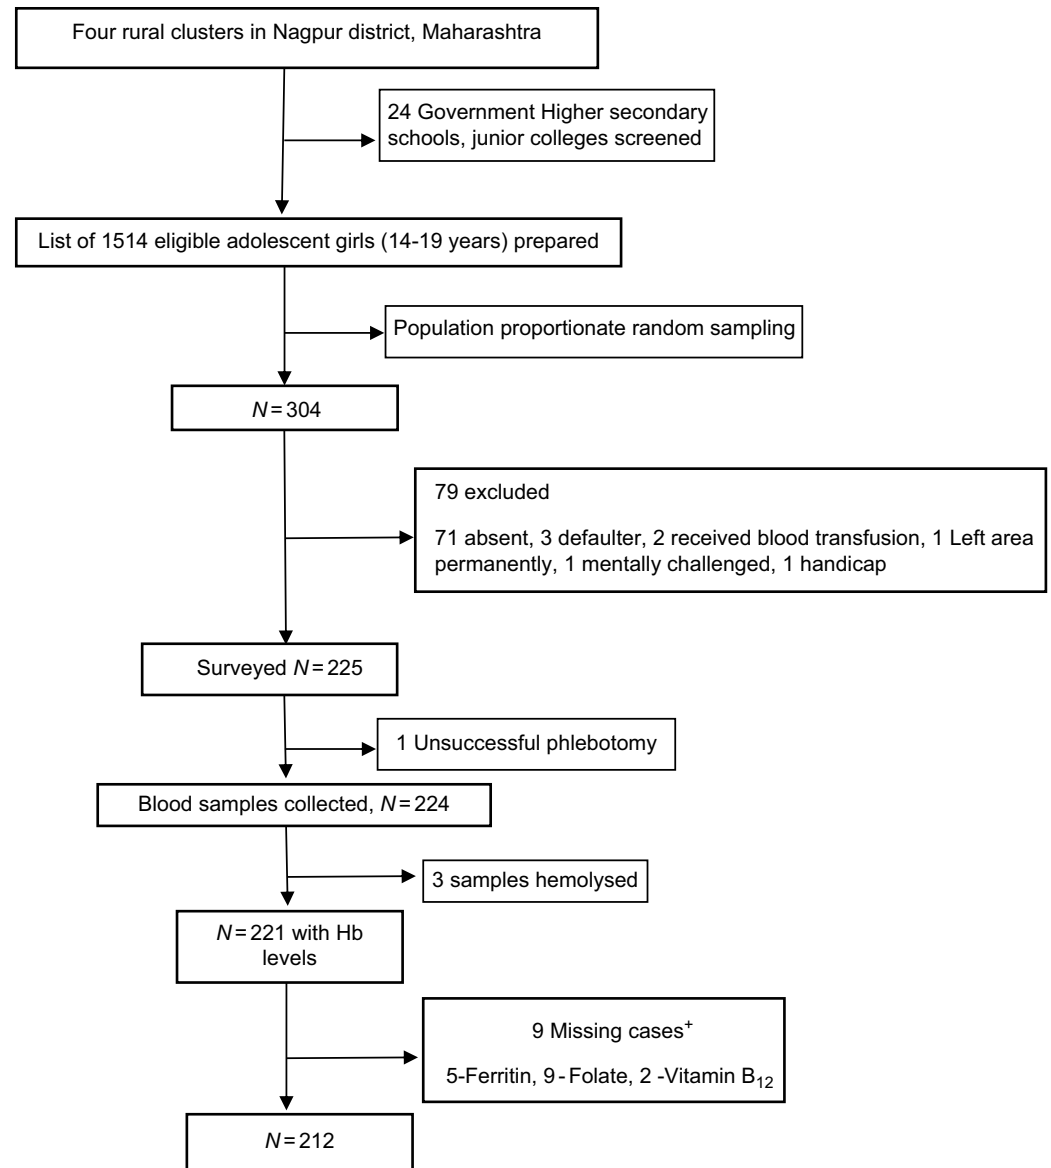 Four rural clusters in Nagpur district, Maharashtra
24 Government Higher secondary
schools, junior colleges screened
List of 1514 eligible adolescent girls (14-19 years) prepared
Population proportionate random sampling
N=304
79 excluded
71 absent, 3 defaulter, 2 received blood transfusion, 1 Left area
permanently, 1 mentally challenged, 1 handicap
Surveyed N=225
1 Unsuccessful phlebotomy
Blood samples collected, N=224
3 samples hemolysed
N=221 with Hb
levels
9 Missing cases⁺
5-Ferritin, 9-Folate, 2 -Vitamin B₁₂
N=212